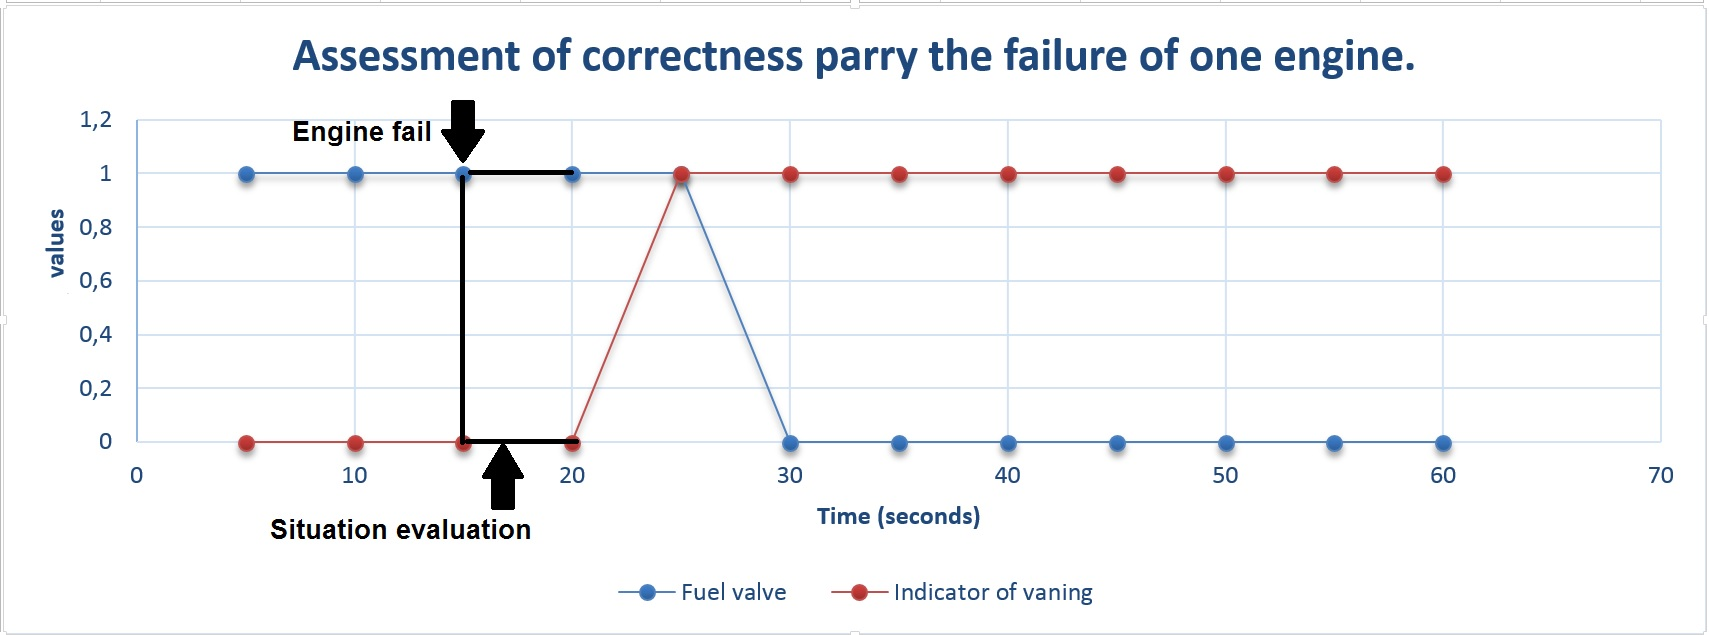 Assessment of correctness parry the failure of one engine.
Engine fail
1,2
1
0,8
0,6
0,4
0,2
0
values
0 10 20 30 40 50 60 70
Situation evaluation
Time (seconds)
Fuel valve Indicator of vaning